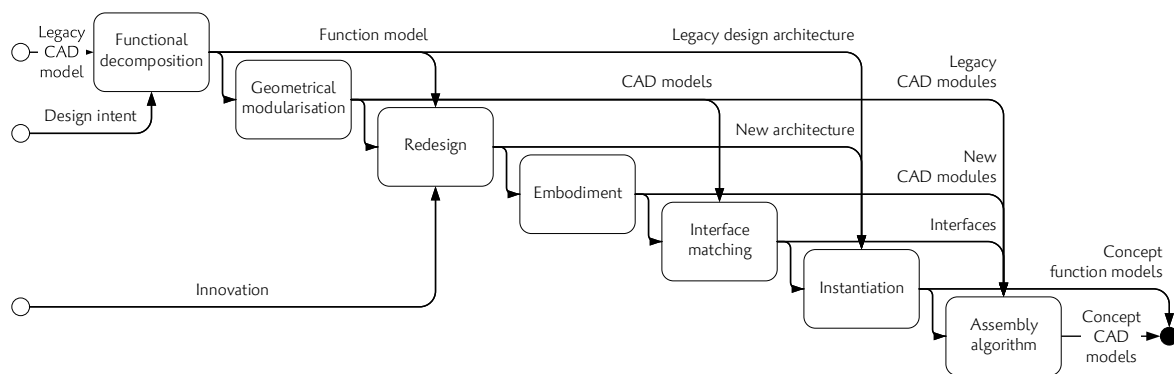 Legacy
CAD
model
Functional
decomposition
Function model
Legacy design architecture
Design intent
Geometrical
modularisation
CAD models
Legacy
CAD modules
Redesign
New architecture
Embodiment
New
CAD modules
Interface
matching
Interfaces
Innovation
Instantiation
Concept
function models
Assembly
algorithm
Concept
CAD
models